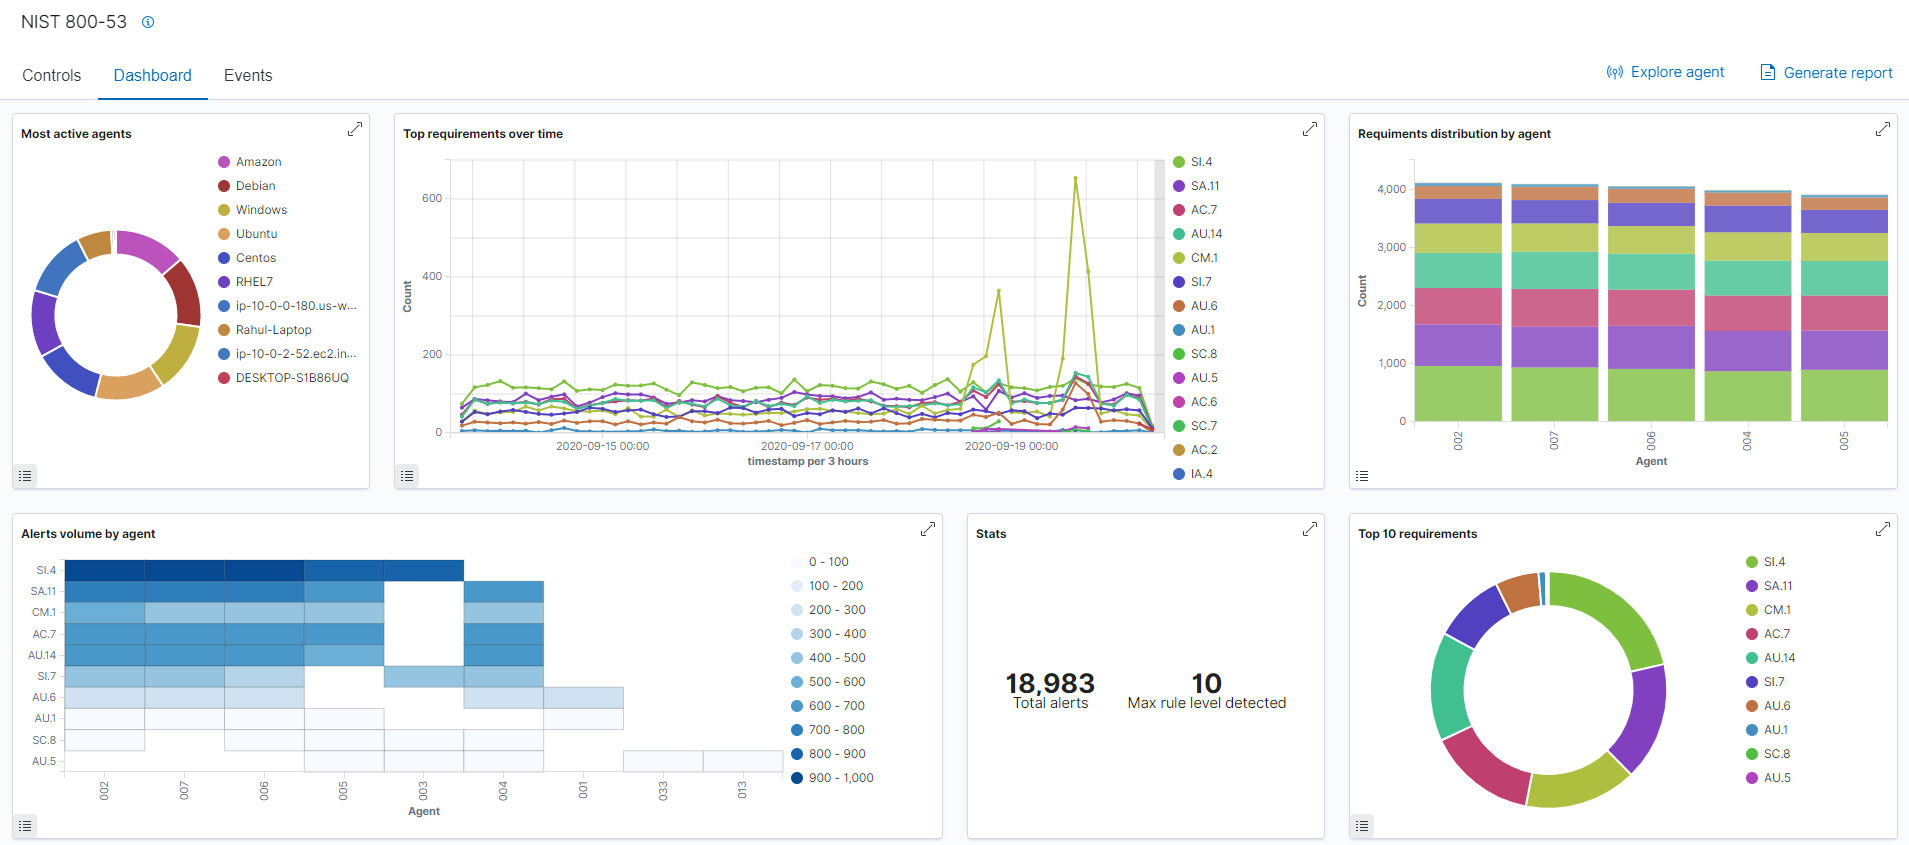 NIST 800-53
Controls
Dashboard
Events
Explore agent
Generate report
Most active agents
Amazon
Debian
Windows
Ubuntu
Centos
RHEL7
ip-10-0-0-180.us-w...
Rahul-Laptop
ip-10-0-2-52.ec2.in...
DESKTOP-S1B86UQ
Top requirements over time
Count
600
400
200
0
2020-09-15 00:00
2020-09-17 00:00
2020-09-19 00:00
timestamp per 3 hours
SI.4
SA.11
AC.7
AU.14
CM.1
SI.7
AU.6
AU.1
SC.8
AU.5
AC.6
SC.7
AC.2
IA.4
Requiments distribution by agent
Count
4,000
3,000
2,000
1,000
0
002
007
006
004
005
Agent
Alerts volume by agent
SI.4
SA.11
CM.1
AC.7
AU.14
SI.7
AU.6
AU.1
SC.8
AU.5
002
007
006
005
003
004
001
033
013
Agent
0 - 100
100 - 200
200 - 300
300 - 400
400 - 500
500 - 600
600 - 700
700 - 800
800 - 900
900 - 1,000
Stats
18,983
Total alerts
10
Max rule level detected
Top 10 requirements
SI.4
SA.11
CM.1
AC.7
AU.14
SI.7
AU.6
AU.1
SC.8
AU.5